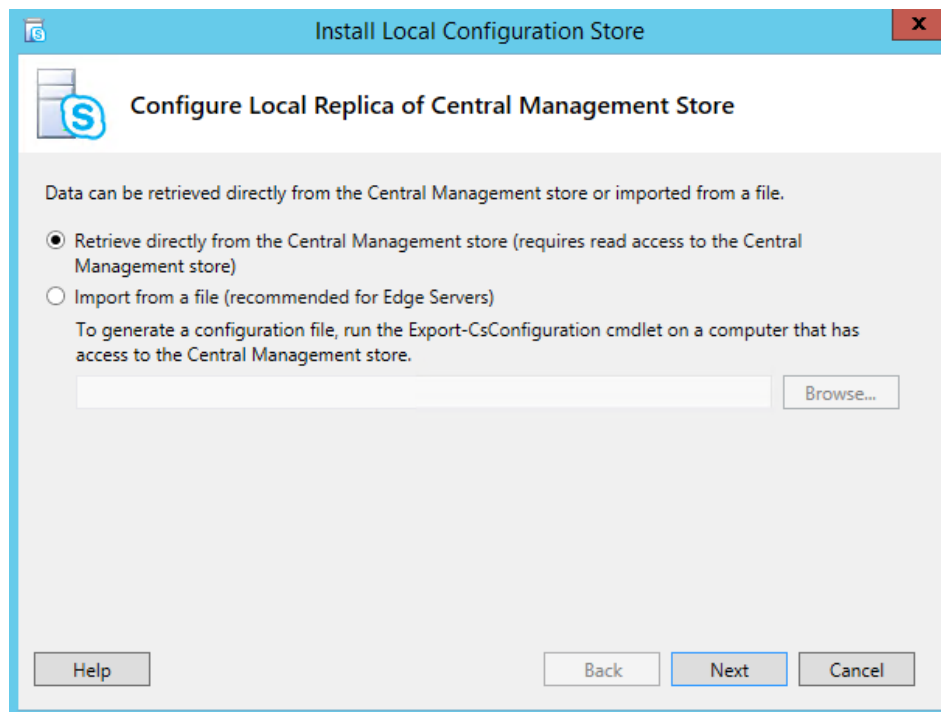 Install Local Configuration Store
x
S
Configure Local Replica of Central Management Store
Data can be retrieved directly from the Central Management store or imported from a file.
Retrieve directly from the Central Management store (requires read access to the Central
Management store)
Import from a file (recommended for Edge Servers)
To generate a configuration file, run the Export-CsConfiguration cmdlet on a computer that has
access to the Central Management store.
Browse...
Help
Back
Next
Cancel